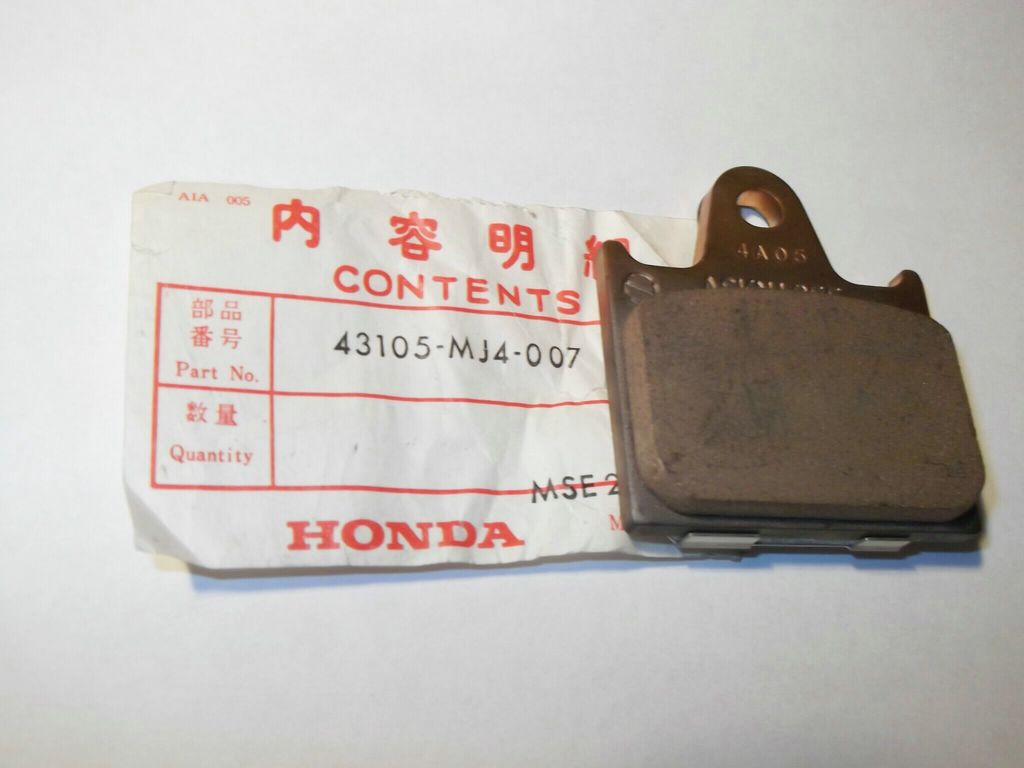 AIA 005
内容明
CONTENTS
部品
番号
Part No.
43105-MJ4-007
数量
Quantity
MSE 2
HONDA
M
4A05